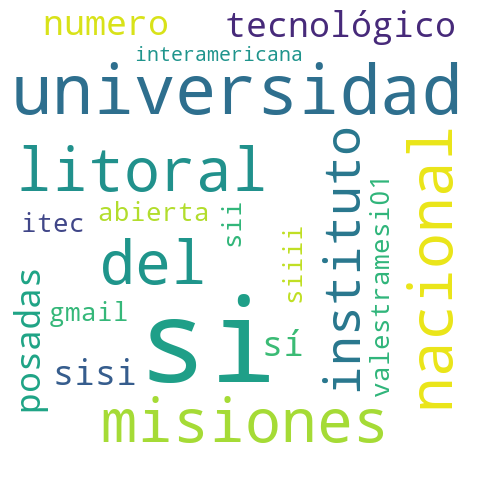 numero tecnológico
interamericana
universidad
litoral
instituto
nacional
itec abierta
sii
siiii
valestramesi01
del
posadas
gmail
si
sí
sisi
misiones